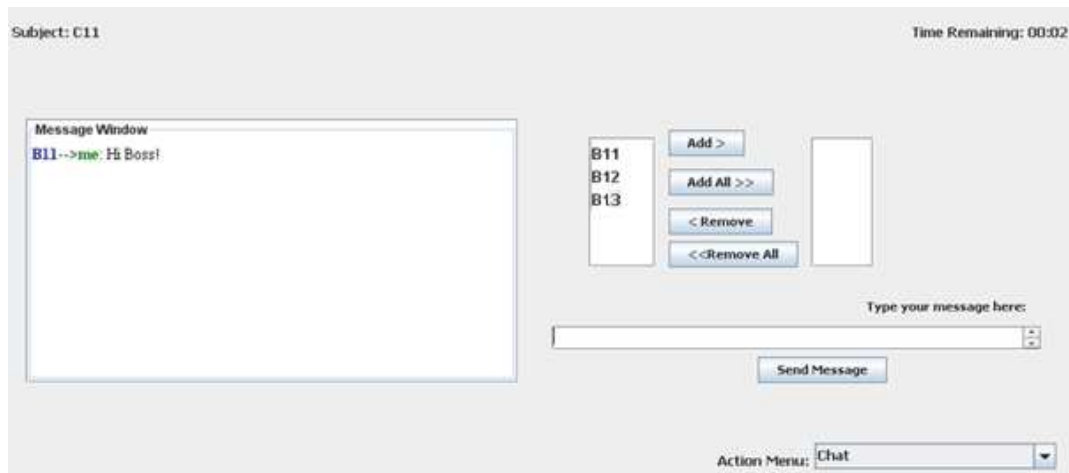 Subject: C11
Time Remaining: 00:02
Message Window
B11-->me: Hi Boss!
B11
B12
B13
Add >
Add All >>
< Remove
<<Remove All
Type your message here:
Send Message
Action Menu: Chat